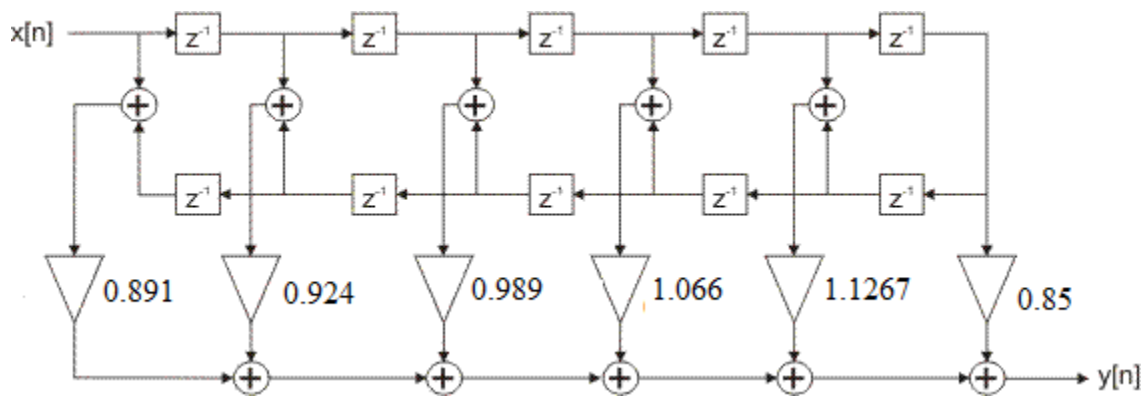 x[n]
z⁻¹ z⁻¹ z⁻¹ z⁻¹ z⁻¹
+ + + + +
z⁻¹ z⁻¹ z⁻¹ z⁻¹ z⁻¹
0.891 0.924 0.989 1.066 1.1267 0.85
+ + + + +
y[n]